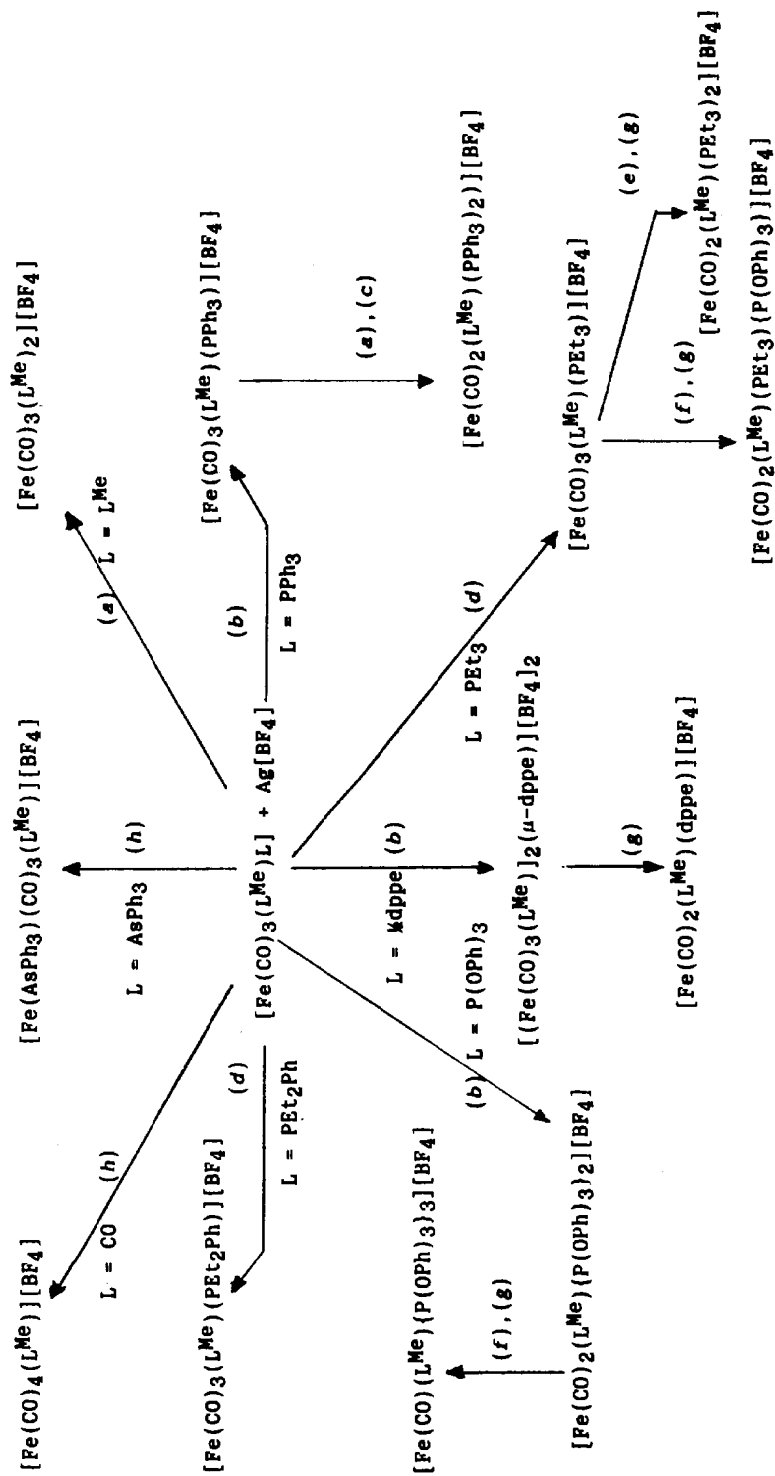 [Fe(CO)₄(Lᴹᵉ)][BF₄]
[Fe(AsPh₃)(CO)₃(Lᴹᵉ)][BF₄]
[Fe(CO)₃(Lᴹᵉ)₂][BF₄]
L = CO (h)
L = AsPh₃ (h)
(a) L = Lᴹᵉ
[Fe(CO)₃(Lᴹᵉ)(PEt₂Ph)][BF₄]
(d)
L = PEt₂Ph
[Fe(CO)₃(Lᴹᵉ)L] + Ag[BF₄]
(b)
L = PPh₃
[Fe(CO)₃(Lᴹᵉ)(PPh₃)][BF₄]
(a),(c)
[Fe(CO)(Lᴹᵉ){P(OPh)₃}₃][BF₄]
(f),(g)
(b) L = P(OPh)₃
L = ½dppe (b)
L = PEt₃ (d)
[Fe(CO)₂(Lᴹᵉ)(PPh₃)₂)][BF₄]
[Fe(CO)₂(Lᴹᵉ){P(OPh)₃}₂][BF₄]
[{Fe(CO)₃(Lᴹᵉ)}₂(μ-dppe)][BF₄]₂
[Fe(CO)₃(Lᴹᵉ)(PEt₃)][BF₄]
(g)
(f),(g)
(e),(g)
[Fe(CO)₂(Lᴹᵉ)(dppe)][BF₄]
[Fe(CO)₂(Lᴹᵉ)(PEt₃)₂][BF₄]
[Fe(CO)₂(Lᴹᵉ)(PEt₃){P(OPh)₃}][BF₄]